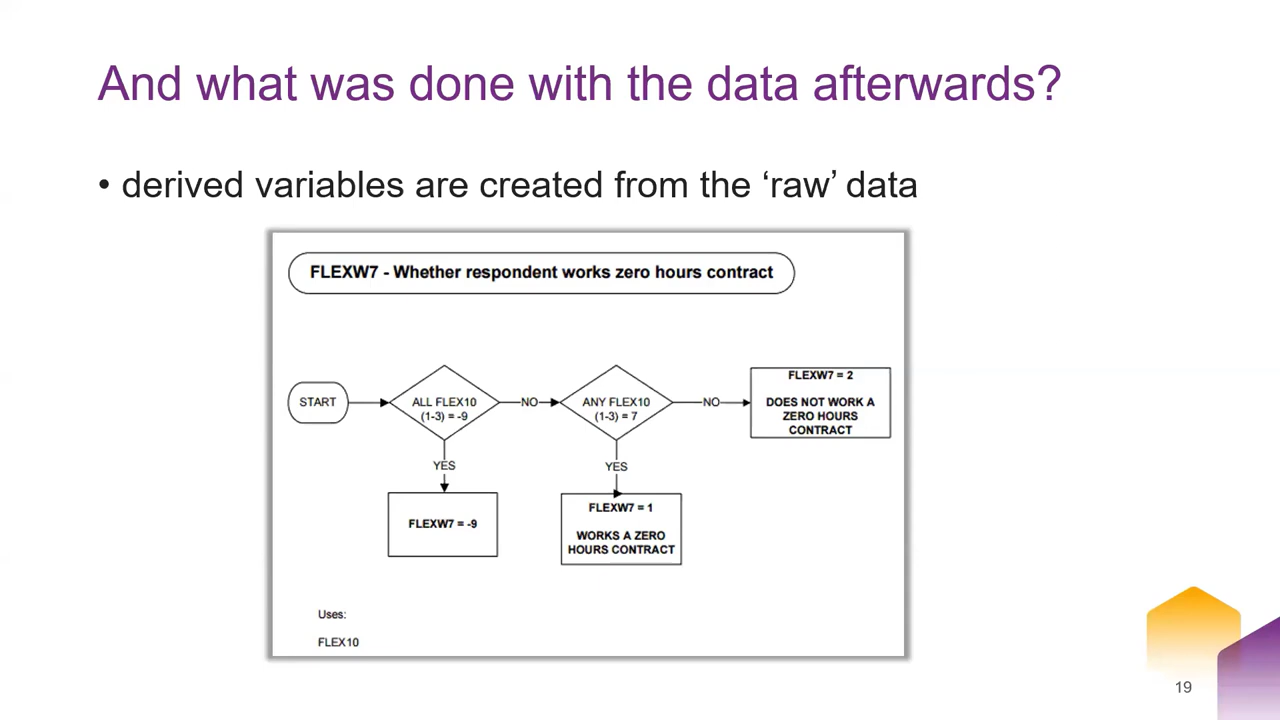 And what was done with the data afterwards?
• derived variables are created from the ‘raw’ data
FLEXW7 - Whether respondent works zero hours contract
START
ALL FLEX10
(1-3) = -9
NO
ANY FLEX10
(1-3) = 7
NO
FLEXW7 = 2
DOES NOT WORK A
ZERO HOURS
CONTRACT
YES
YES
FLEXW7 = -9
FLEXW7 = 1
WORKS A ZERO
HOURS CONTRACT
Uses:
FLEX10
19